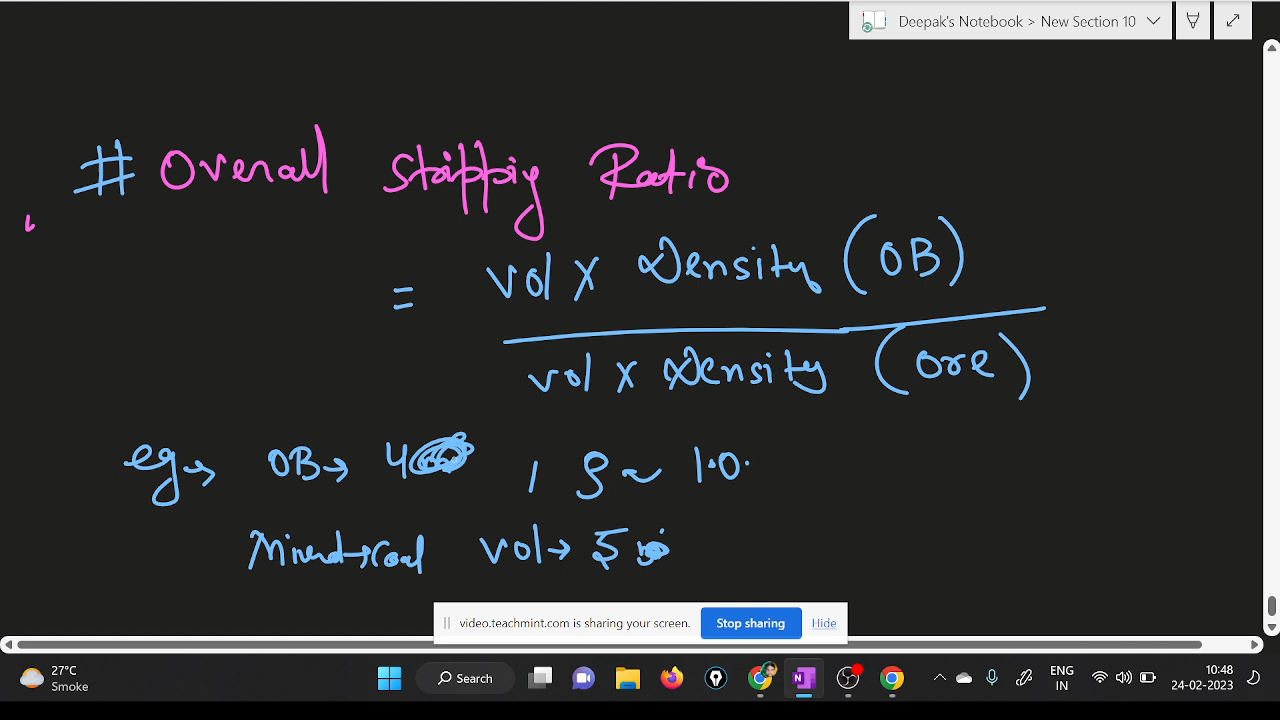 Deepak's Notebook > New Section 10
# Overall Stripping Ratio
= vol x Density (OB)
vol x Density (ore)
eg → OB → 4 , ρ ~ 1.0.
Mineral → Coal vol → 5
video.teachmint.com is sharing your screen. Stop sharing Hide
27°C
Smoke
Search
ENG
IN
10:48
24-02-2023